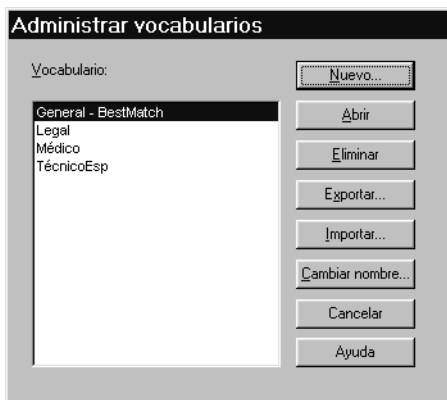 Administrar vocabularios
Vocabulario:
General - BestMatch
Legal
Médico
TécnicoEsp
Nuevo...
Abrir
Eliminar
Exportar...
Importar...
Cambiar nombre...
Cancelar
Ayuda